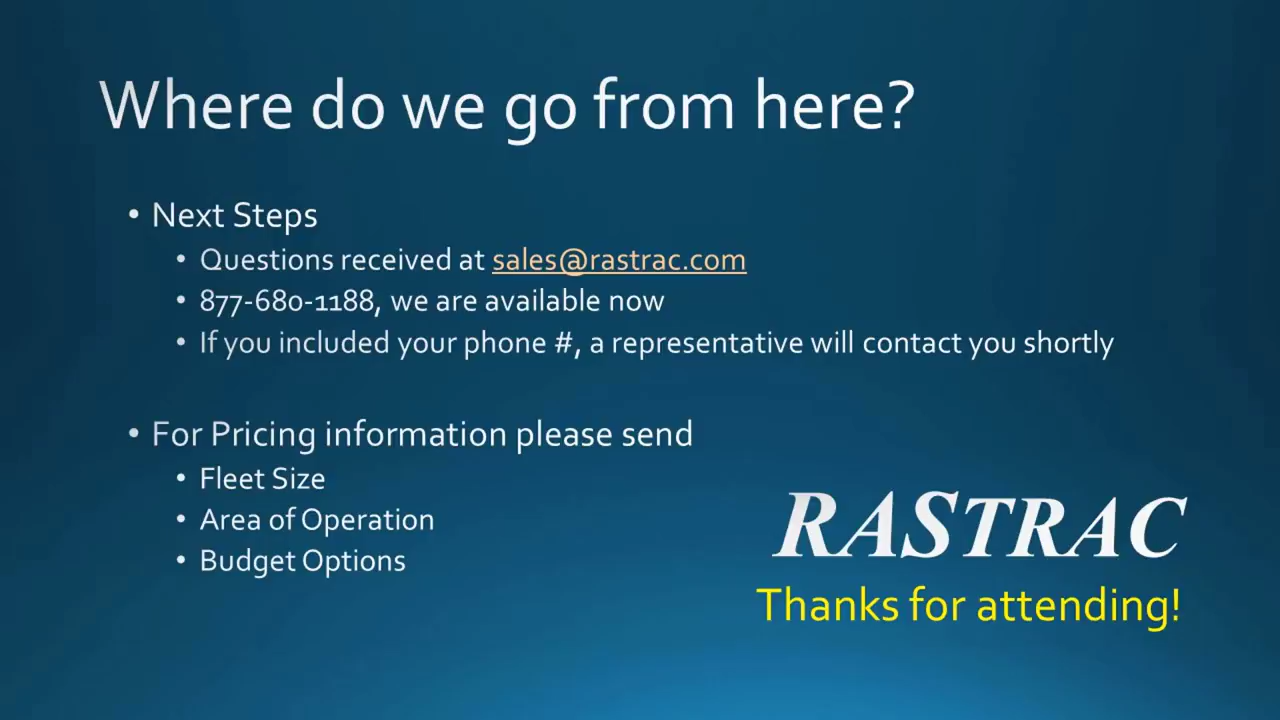 Where do we go from here?
• Next Steps
• Questions received at sales@rastrac.com
• 877-680-1188, we are available now
• If you included your phone #, a representative will contact you shortly
• For Pricing information please send
• Fleet Size
• Area of Operation
• Budget Options
RASTRAC
Thanks for attending!